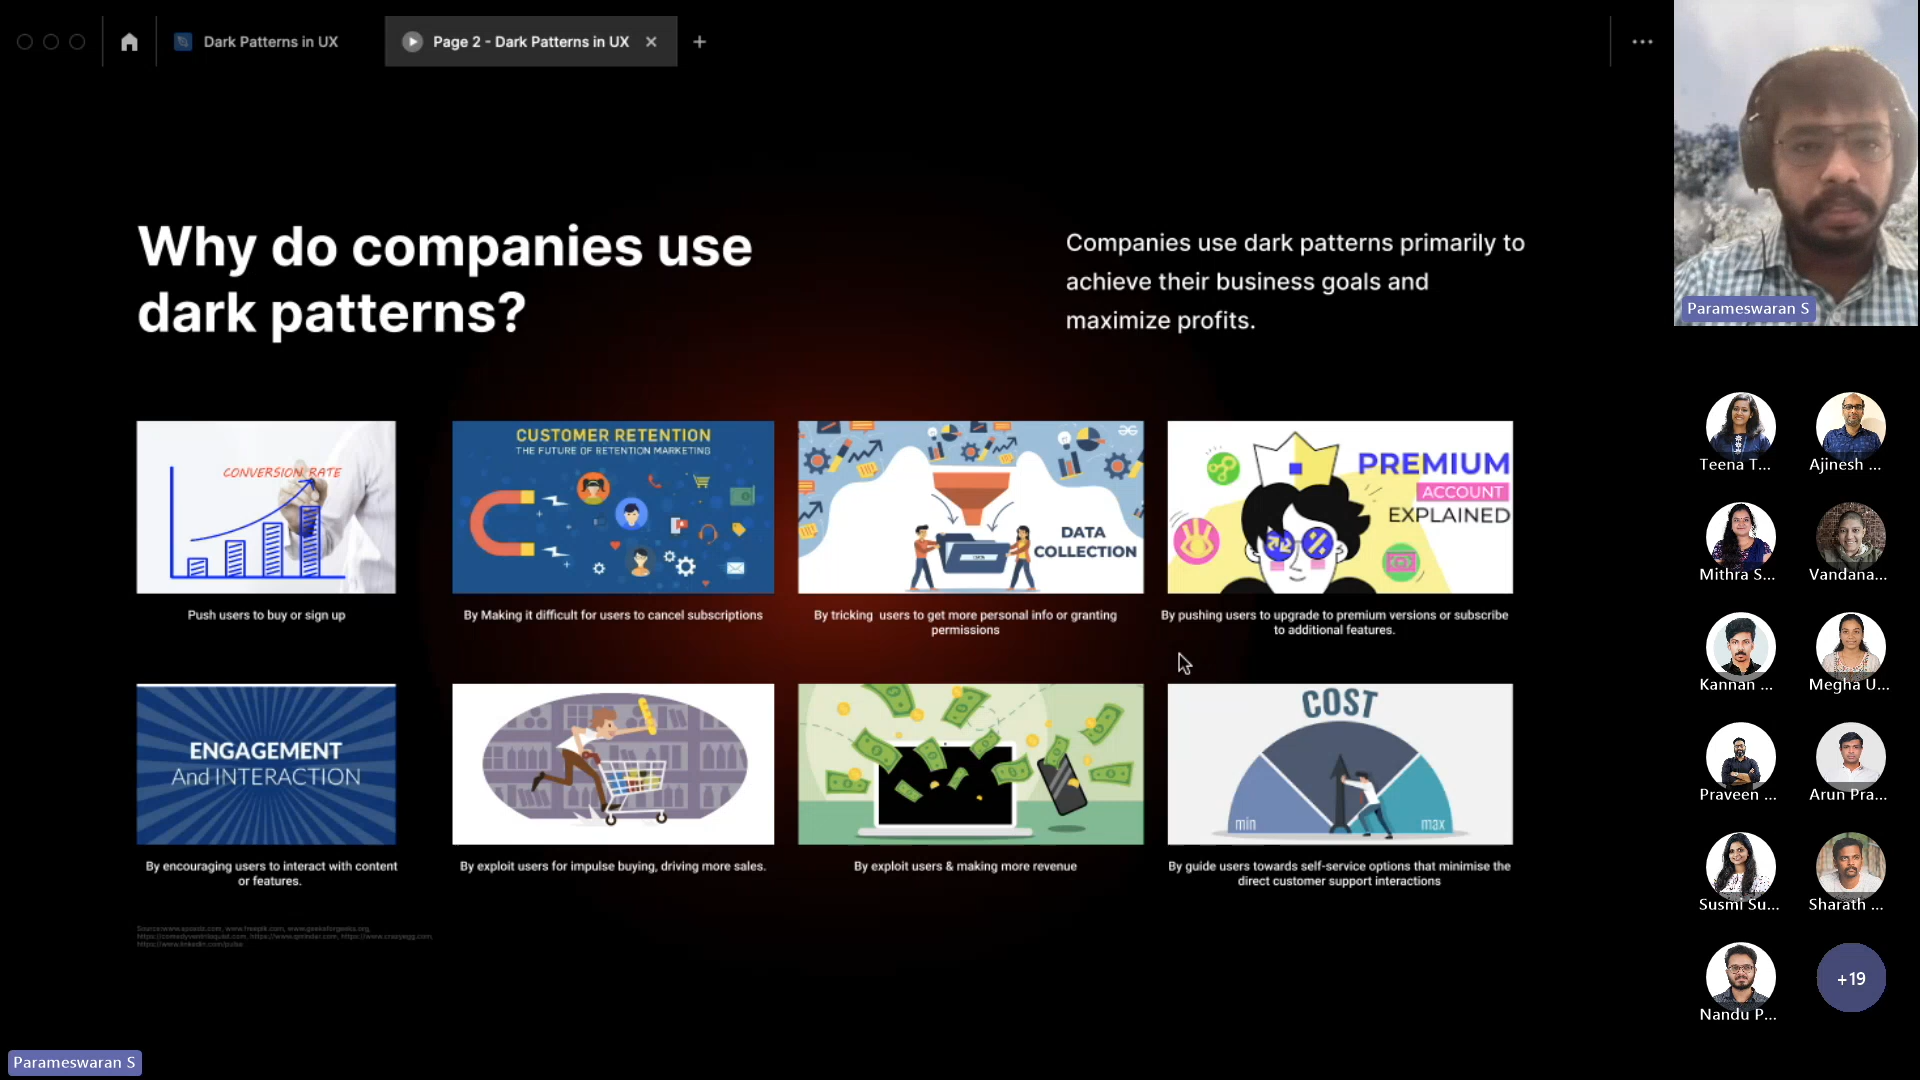 Dark Patterns in UX
Page 2 - Dark Patterns in UX
Why do companies use
dark patterns?
Companies use dark patterns primarily to
achieve their business goals and
maximize profits.
CONVERSION RATE
Push users to buy or sign up
CUSTOMER RETENTION
THE FUTURE OF RETENTION MARKETING
By Making it difficult for users to cancel subscriptions
DATA
COLLECTION
By tricking users to get more personal info or granting
permissions
PREMIUM
ACCOUNT
EXPLAINED
By pushing users to upgrade to premium versions or subscribe
to additional features.
ENGAGEMENT
And INTERACTION
By encouraging users to interact with content
or features.
By exploit users for impulse buying, driving more sales.
By exploit users & making more revenue
COST
min
max
By guide users towards self-service options that minimise the
direct customer support interactions
Parameswaran S
Teena T...
Ajinesh ...
Mithra S...
Vandana...
Kannan ...
Megha U...
Praveen ...
Arun Pra...
Susmi Su...
Sharath ...
Nandu P...
+19
Parameswaran S